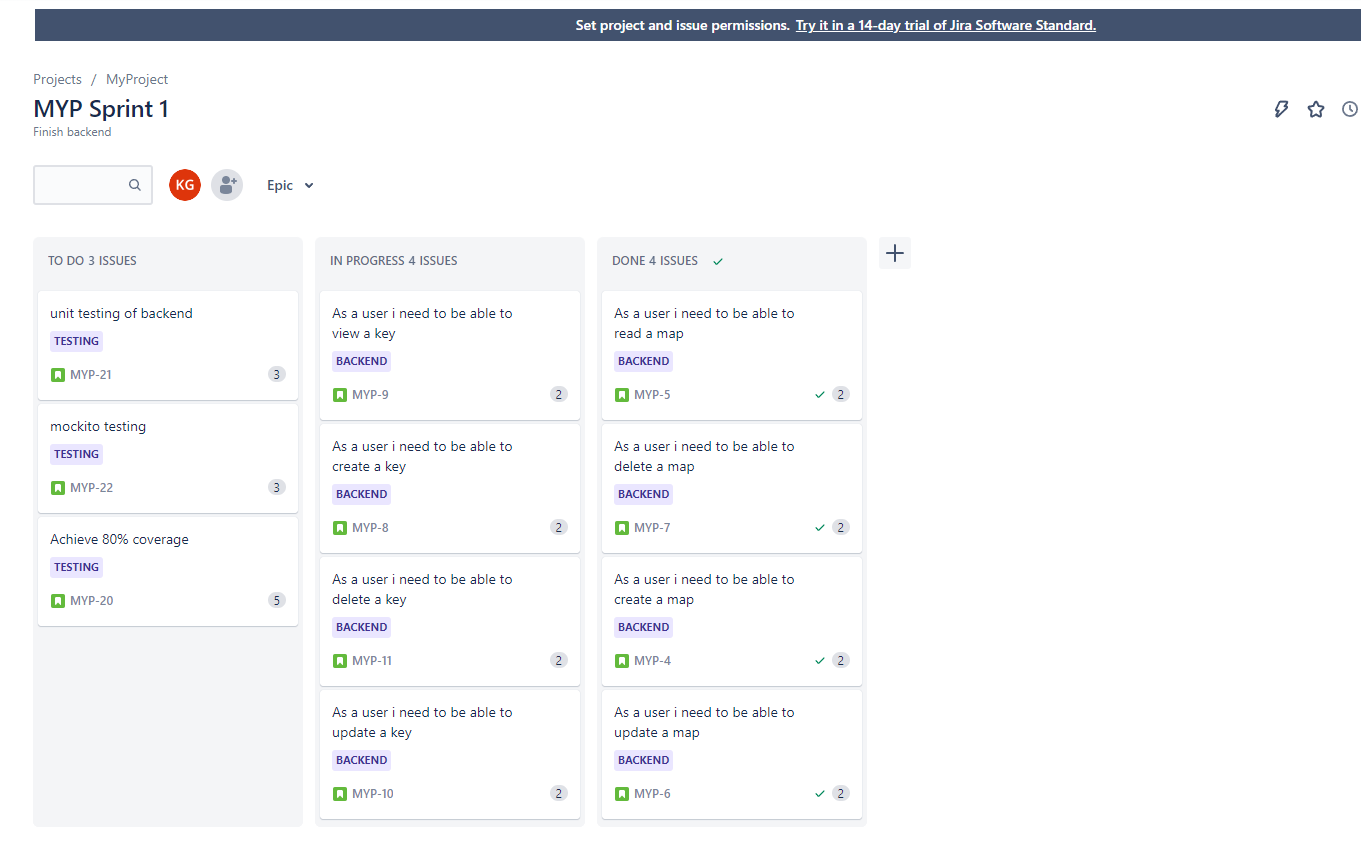 Set project and issue permissions. Try it in a 14-day trial of Jira Software Standard.
Projects / MyProject
MYP Sprint 1
Finish backend
KG
Epic
TO DO 3 ISSUES
unit testing of backend
TESTING
MYP-21 3
mockito testing
TESTING
MYP-22 3
Achieve 80% coverage
TESTING
MYP-20 5
IN PROGRESS 4 ISSUES
As a user i need to be able to
view a key
BACKEND
MYP-9 2
As a user i need to be able to
create a key
BACKEND
MYP-8 2
As a user i need to be able to
delete a key
BACKEND
MYP-11 2
As a user i need to be able to
update a key
BACKEND
MYP-10 2
DONE 4 ISSUES
As a user i need to be able to
read a map
BACKEND
MYP-5 2
As a user i need to be able to
delete a map
BACKEND
MYP-7 2
As a user i need to be able to
create a map
BACKEND
MYP-4 2
As a user i need to be able to
update a map
BACKEND
MYP-6 2